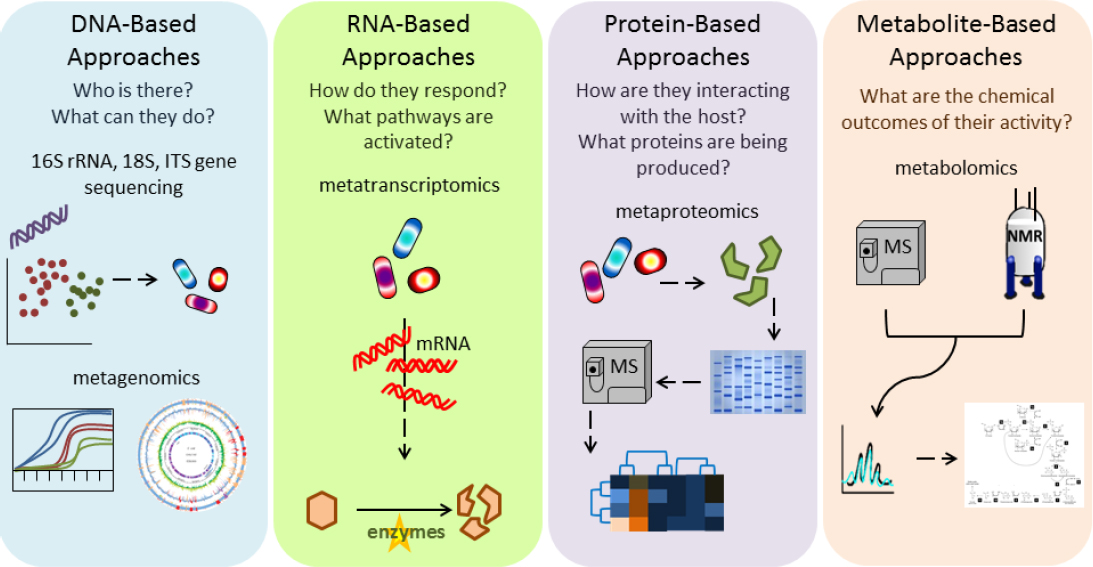 DNA-Based
Approaches
Who is there?
What can they do?
16S rRNA, 18S, ITS gene
sequencing
metagenomics
RNA-Based
Approaches
How do they respond?
What pathways are
activated?
metatranscriptomics
mRNA
enzymes
Protein-Based
Approaches
How are they interacting
with the host?
What proteins are being
produced?
metaproteomics
MS
Metabolite-Based
Approaches
What are the chemical
outcomes of their activity?
metabolomics
MS
NMR